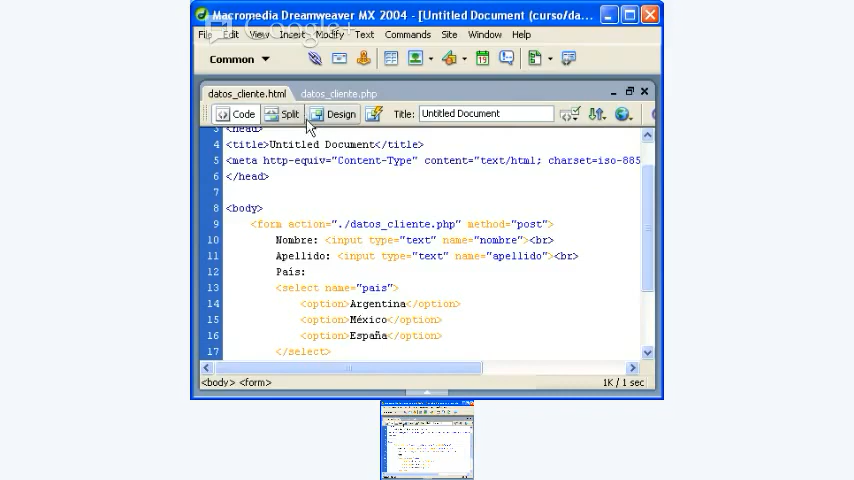 Macromedia Dreamweaver MX 2004 - [Untitled Document (curso/da...
Google+
File Edit View Insert Modify Text Commands Site Window Help
Common
datos_cliente.html datos_cliente.php
Code Split Design Title: Untitled Document
3 <head>
4 <title>Untitled Document</title>
5 <meta http-equiv="Content-Type" content="text/html; charset=iso-885
6 </head>
7
8 <body>
9 <form action="./datos_cliente.php" method="post">
10 Nombre: <input type="text" name="nombre"><br>
11 Apellido: <input type="text" name="apellido"><br>
12 País:
13 <select name="pais">
14 <option>Argentina</option>
15 <option>México</option>
16 <option>España</option>
17 </select>
<body> <form> 1K / 1 sec